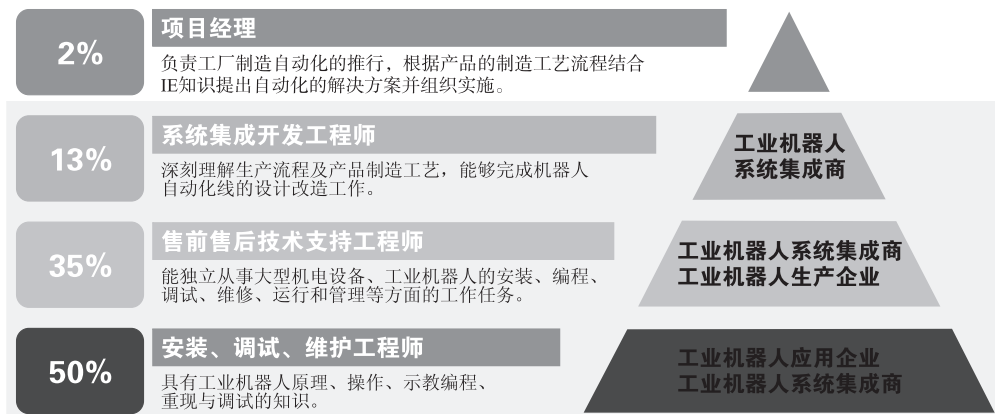 2%
项目经理
负责工厂制造自动化的推行，根据产品的制造工艺流程结合
IE知识提出自动化的解决方案并组织实施。
13%
系统集成开发工程师
深刻理解生产流程及产品制造工艺，能够完成机器人
自动化线的设计改造工作。
工业机器人
系统集成商
35%
售前售后技术支持工程师
能独立从事大型机电设备、工业机器人的安装、编程、
调试、维修、运行和管理等方面的工作任务。
工业机器人系统集成商
工业机器人生产企业
50%
安装、调试、维护工程师
具有工业机器人原理、操作、示教编程、
重现与调试的知识。
工业机器人应用企业
工业机器人系统集成商